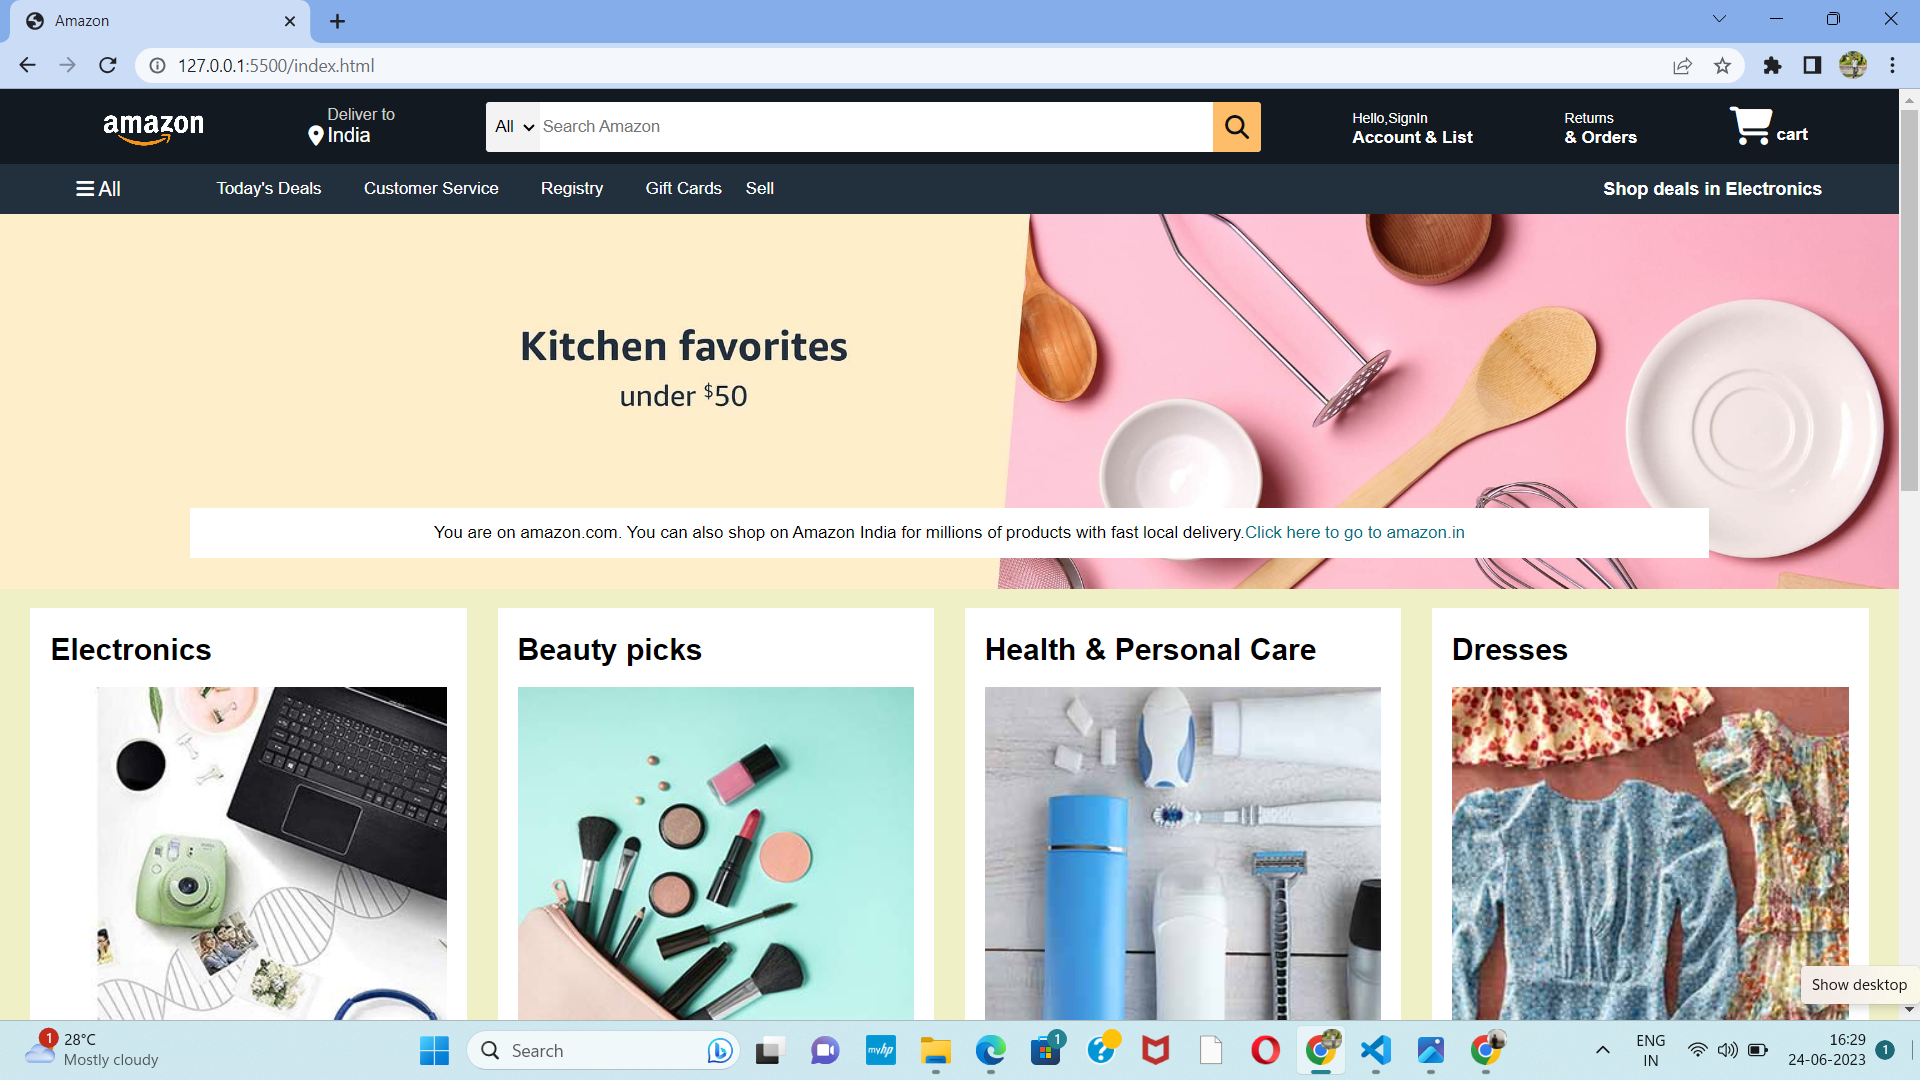 Amazon
127.0.0.1:5500/index.html
amazon
Deliver to
India
All
Search Amazon
Hello,SignIn
Account & List
Returns
& Orders
cart
All
Today's Deals
Customer Service
Registry
Gift Cards
Sell
Shop deals in Electronics
Kitchen favorites
under $50
You are on amazon.com. You can also shop on Amazon India for millions of products with fast local delivery.Click here to go to amazon.in
Electronics
Beauty picks
Health & Personal Care
Dresses
Show desktop
1
28°C
Mostly cloudy
Search
myhp
1
ENG
IN
16:29
24-06-2023
1